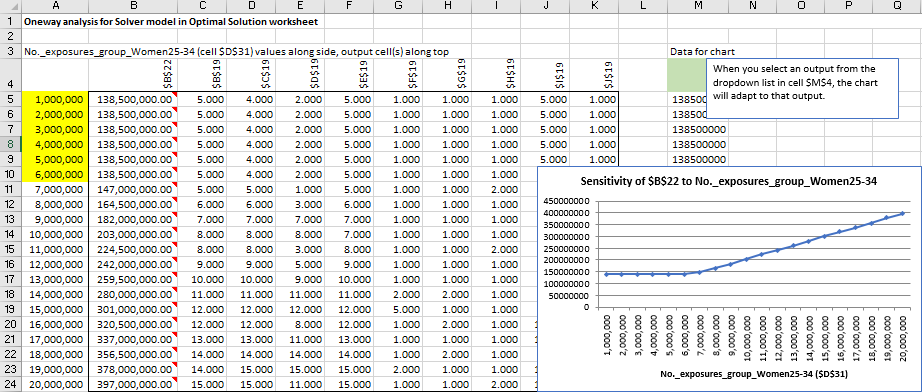 A B C D E F G H I J K L M N O P Q
1 Oneway analysis for Solver model in Optimal Solution worksheet
2
3 No._exposures_group_Women25-34 (cell $D$31) values along side, output cell(s) along top Data for chart
4 $B$22 $B$19 $C$19 $D$19 $E$19 $F$19 $G$19 $H$19 $I$19 $J$19
When you select an output from the
dropdown list in cell $M$4, the chart
will adapt to that output.
5 1,000,000 138,500,000.00 5.000 4.000 2.000 5.000 1.000 1.000 1.000 5.000 1.000 13850
6 2,000,000 138,500,000.00 5.000 4.000 2.000 5.000 1.000 1.000 1.000 5.000 1.000 13850
7 3,000,000 138,500,000.00 5.000 4.000 2.000 5.000 1.000 1.000 1.000 5.000 1.000 138500000
8 4,000,000 138,500,000.00 5.000 4.000 2.000 5.000 1.000 1.000 1.000 5.000 1.000 138500000
9 5,000,000 138,500,000.00 5.000 4.000 2.000 5.000 1.000 1.000 1.000 5.000 1.000 138500000
10 6,000,000 138,500,000.00 5.000 4.000 2.000 5.000 1.000 1.000 1.000
11 7,000,000 147,000,000.00 5.000 5.000 1.000 5.000 1.000 1.000 2.000
12 8,000,000 164,500,000.00 6.000 6.000 3.000 6.000 1.000 1.000 1.000
13 9,000,000 182,000,000.00 7.000 7.000 7.000 7.000 1.000 1.000 1.000
14 10,000,000 203,000,000.00 8.000 8.000 8.000 7.000 1.000 1.000 1.000
15 11,000,000 224,500,000.00 8.000 8.000 3.000 8.000 1.000 1.000 2.000
16 12,000,000 242,000,000.00 9.000 9.000 5.000 9.000 1.000 1.000 1.000
17 13,000,000 259,500,000.00 10.000 10.000 9.000 10.000 1.000 1.000 1.000
18 14,000,000 280,000,000.00 11.000 11.000 11.000 11.000 2.000 2.000 1.000
19 15,000,000 301,000,000.00 12.000 12.000 12.000 12.000 5.000 1.000 1.000
20 16,000,000 320,500,000.00 12.000 12.000 8.000 12.000 1.000 2.000 1.000
21 17,000,000 337,000,000.00 13.000 13.000 11.000 13.000 1.000 1.000 1.000
22 18,000,000 356,500,000.00 14.000 14.000 14.000 14.000 1.000 2.000 1.000
23 19,000,000 378,000,000.00 14.000 15.000 15.000 15.000 2.000 1.000 1.000
24 20,000,000 397,000,000.00 15.000 15.000 11.000 15.000 1.000 1.000 2.000
Sensitivity of $B$22 to No._exposures_group_Women25-34
450000000
400000000
350000000
300000000
250000000
200000000
150000000
100000000
50000000
0
1,000,000
2,000,000
3,000,000
4,000,000
5,000,000
6,000,000
7,000,000
8,000,000
9,000,000
10,000,000
11,000,000
12,000,000
13,000,000
14,000,000
15,000,000
16,000,000
17,000,000
18,000,000
19,000,000
20,000,000
No._exposures_group_Women25-34 ($D$31)